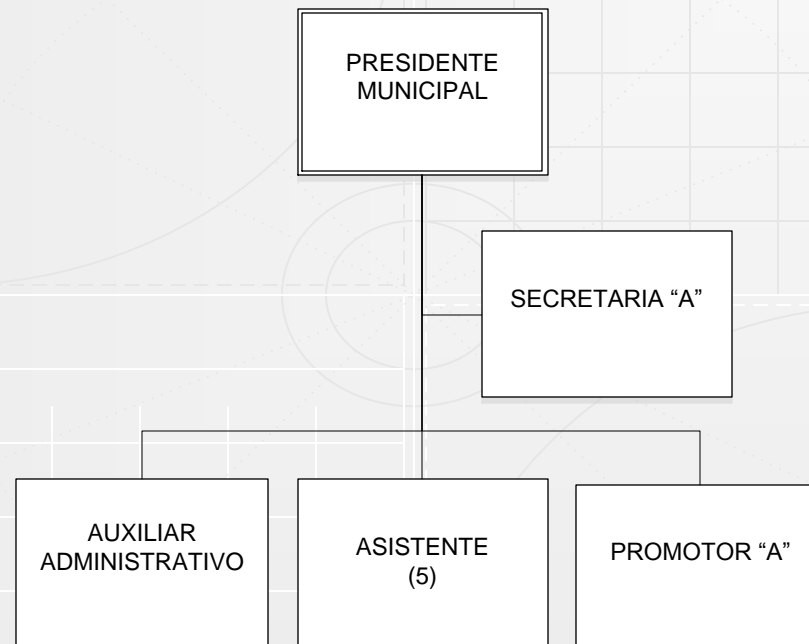 PRESIDENTE
MUNICIPAL
SECRETARIA “A”
AUXILIAR
ADMINISTRATIVO
ASISTENTE
(5)
PROMOTOR “A”